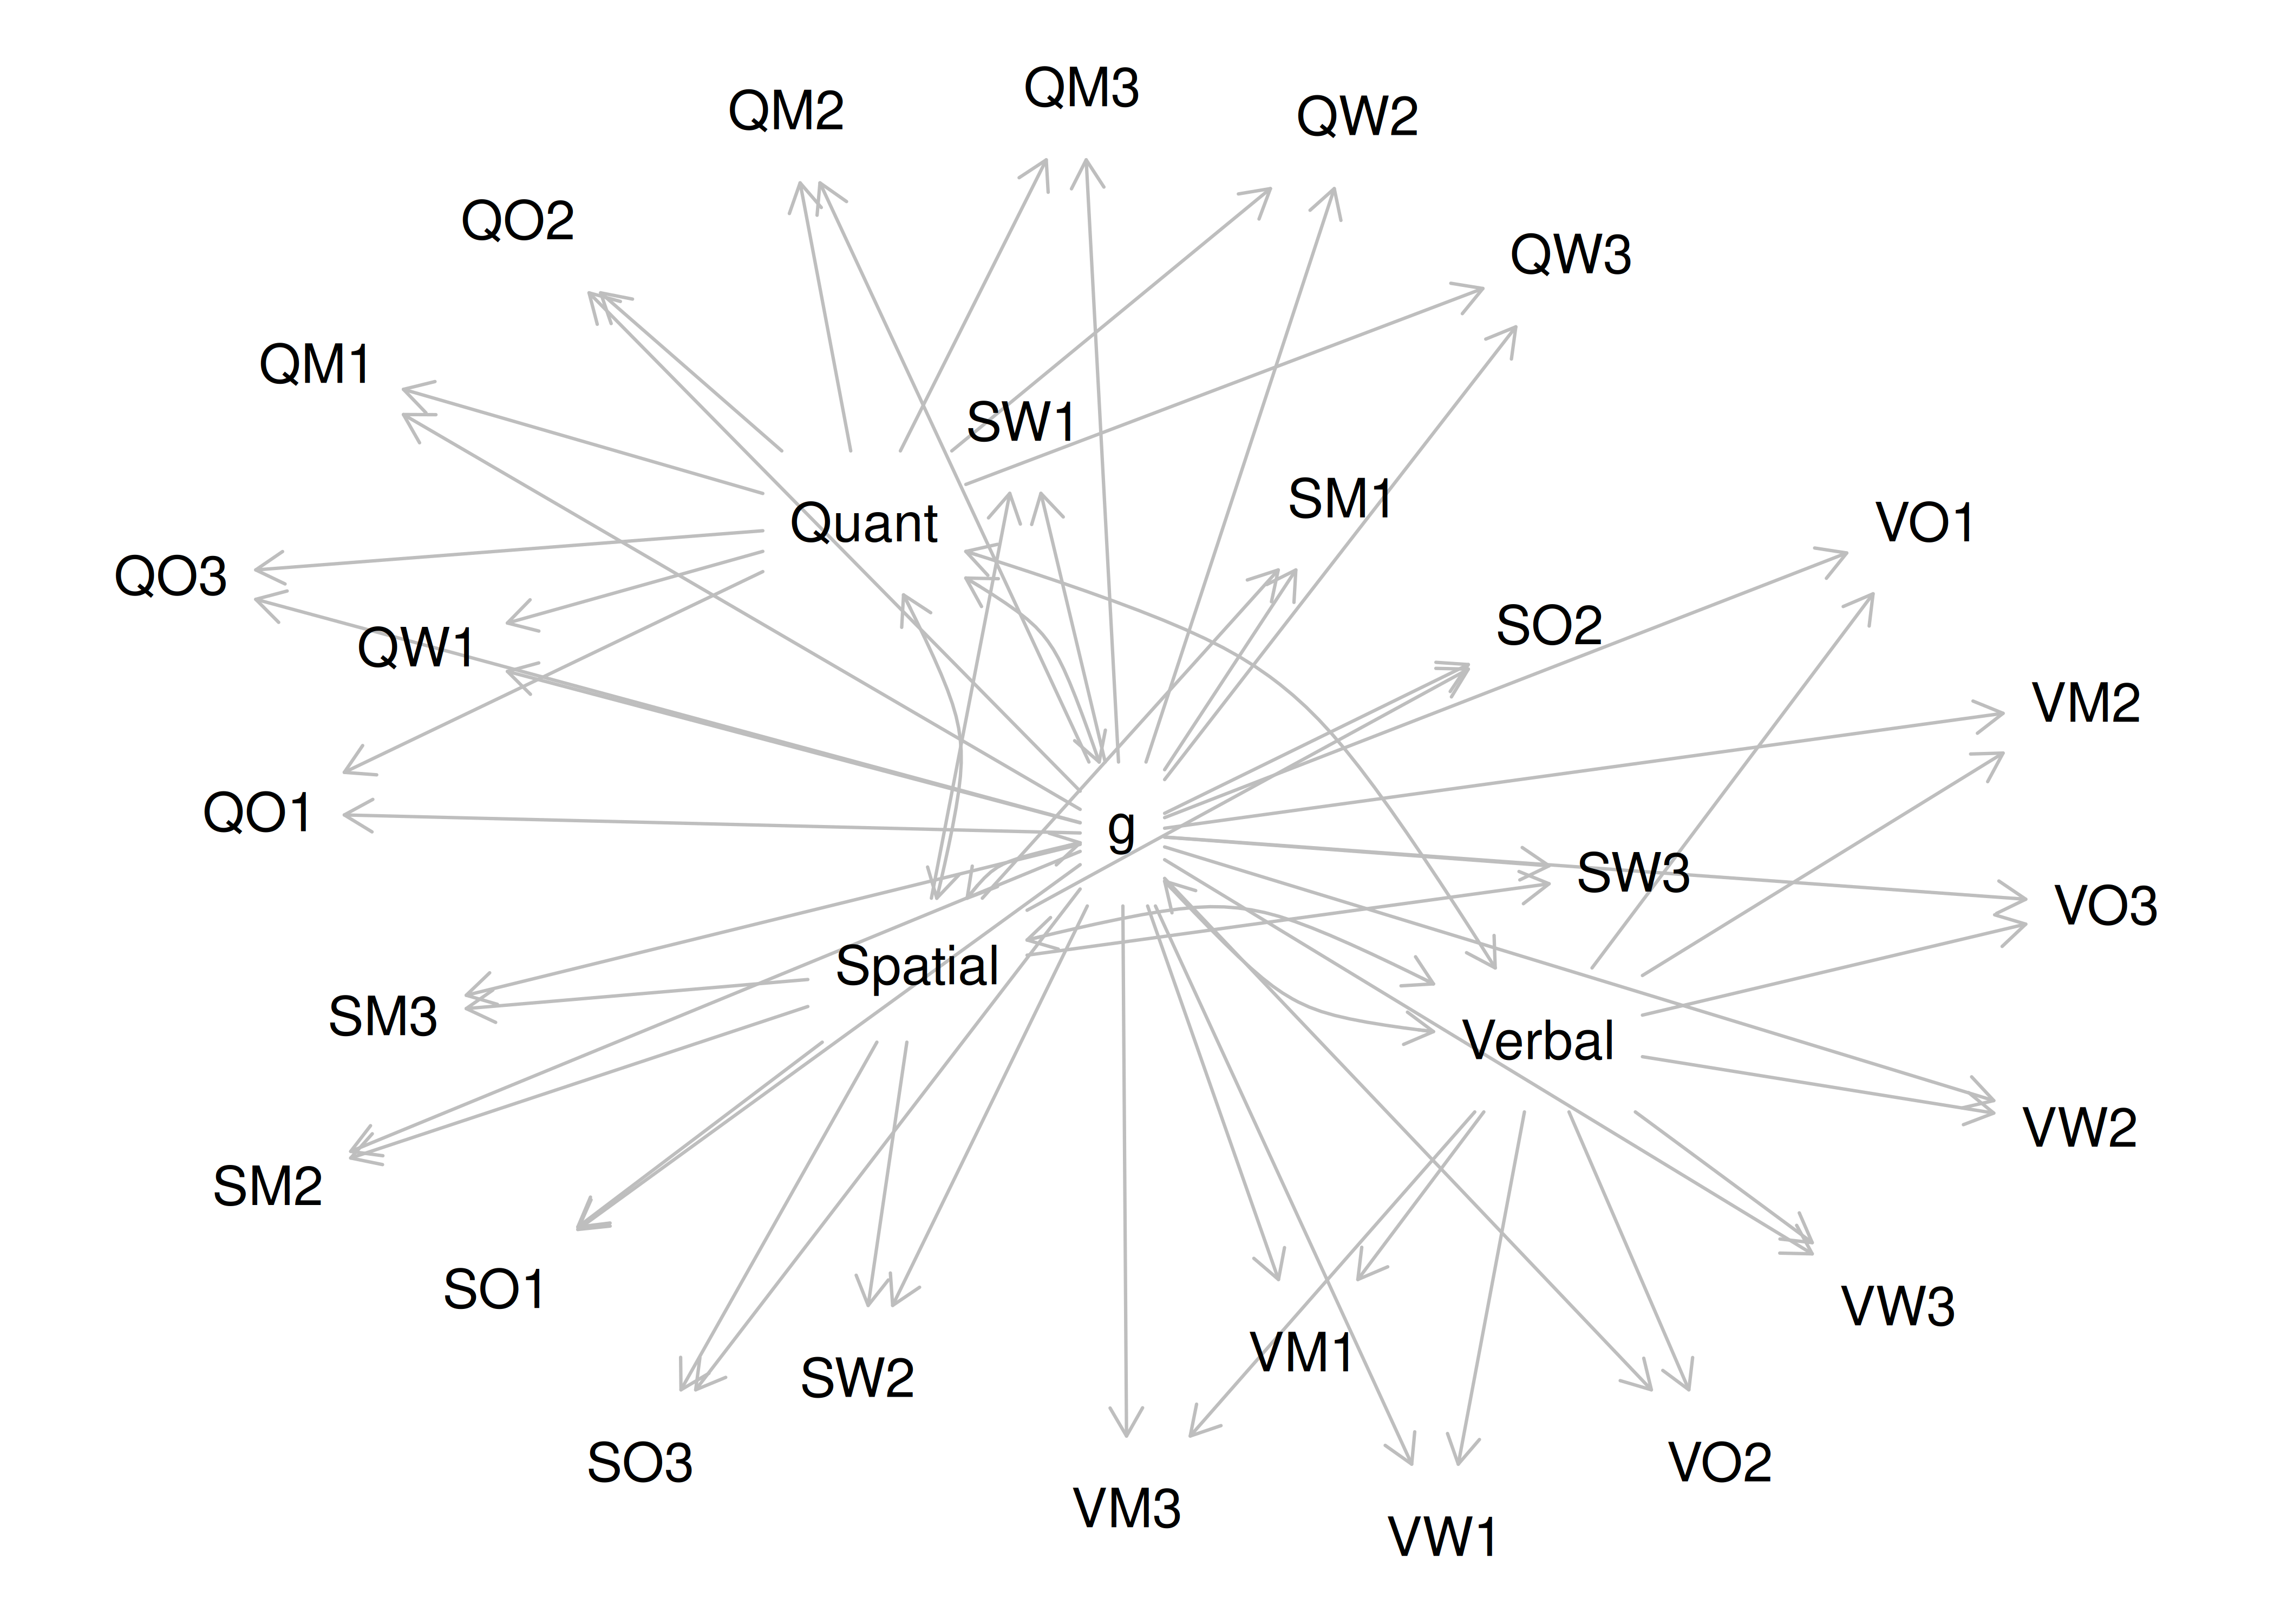 QM3
QM2
QW2
QO2
QW3
QM1
SW1
SM1
Quant
VO1
QO3
SO2
QW1
VM2
QO1
g
SW3
VO3
Spatial
SM3
Verbal
VW2
SM2
SO1
VW3
VM1
SW2
SO3
VO2
VM3
VW1